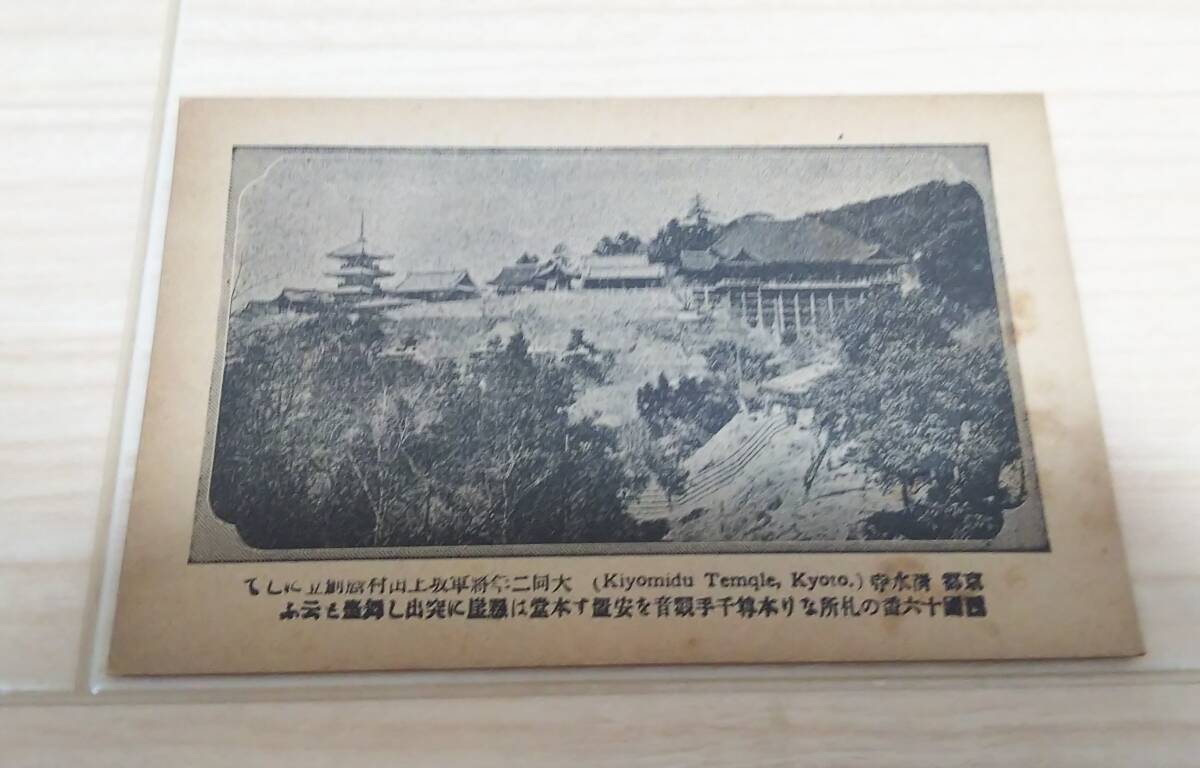 京都 清水寺 (Kiyomidu Temqle, Kyoto.) 大同二年將軍坂上田村麿創立にして
西國十六番の札所なり本尊千手觀音を安置す本堂は懸崖に突出し舞臺と云ふ